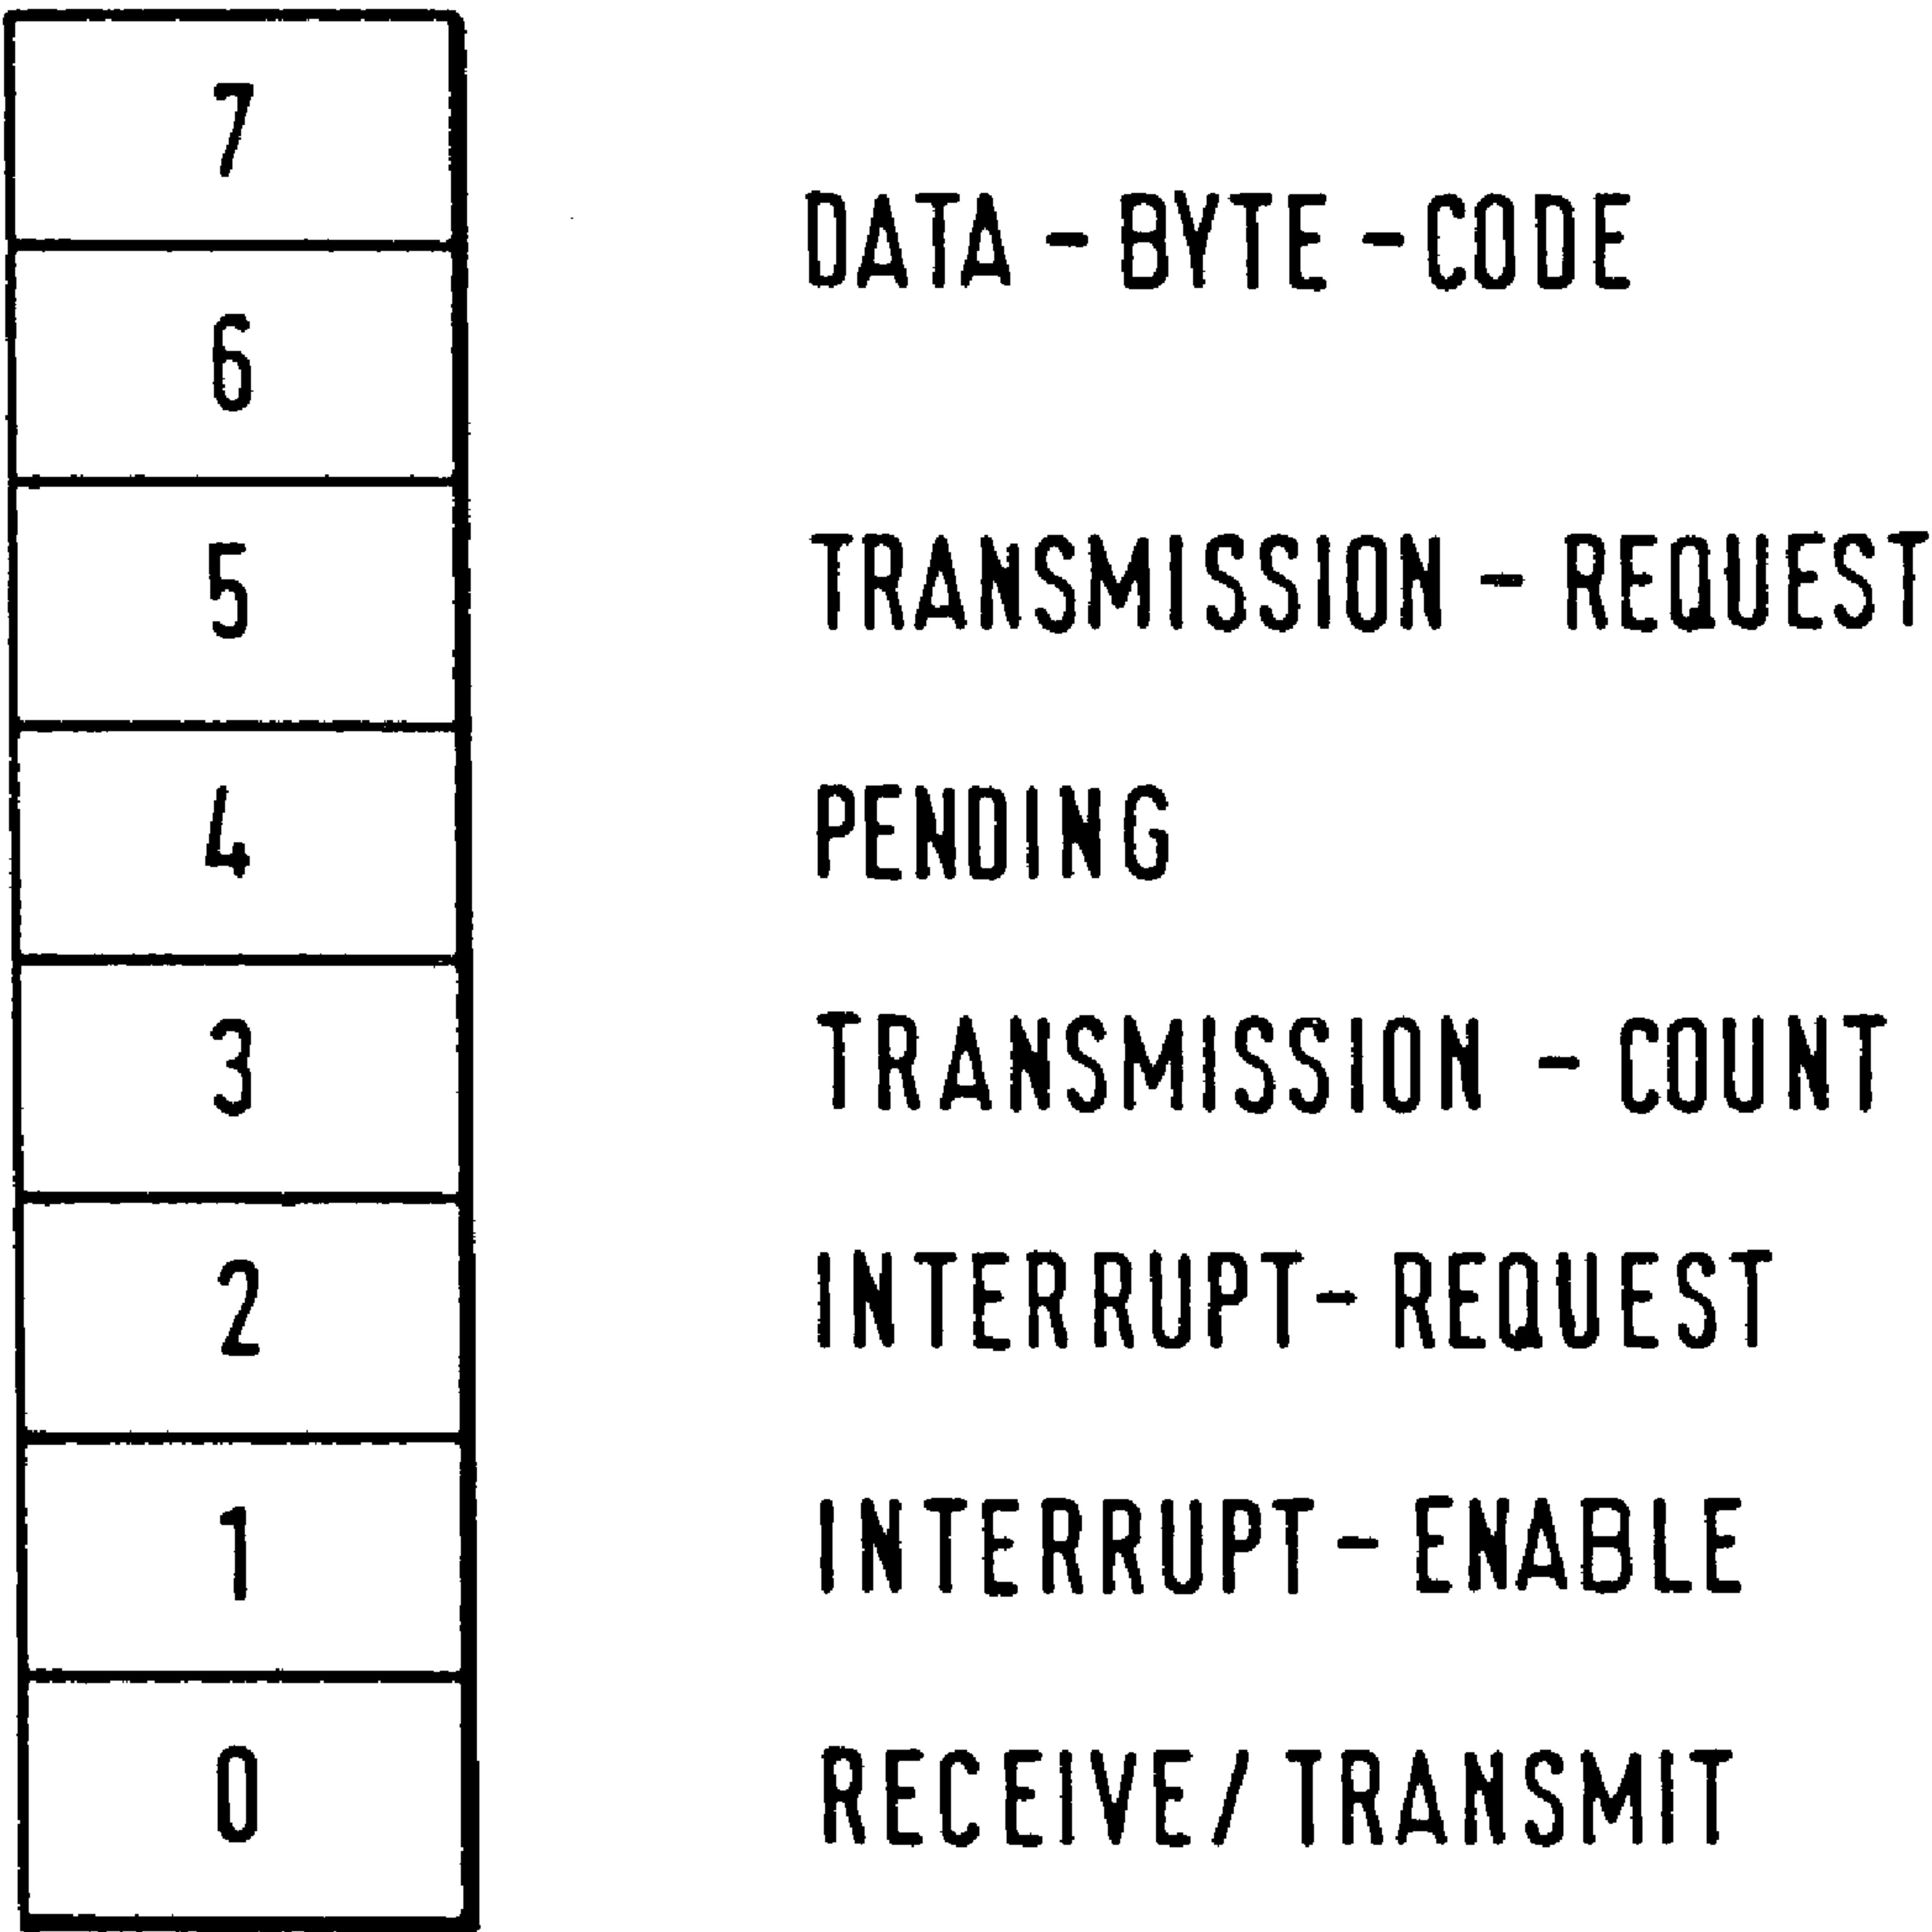 7
DATA - BYTE - CODE
6
5 TRANSMISSION - REQUEST
4 PENDING
3 TRANSMISSION - COUNT
2 INTERRUPT - REQUEST
1 INTERRUPT - ENABLE
0 RECEIVE/TRANSMIT